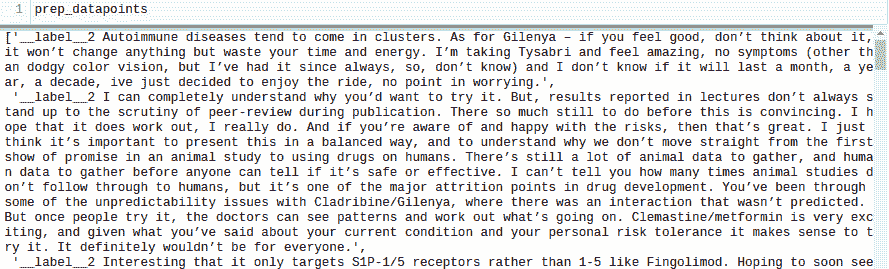 1 prep_datapoints
['__label__2 Autoimmune diseases tend to come in clusters. As for Gilenya – if you feel good, don’t think about it,
it won’t change anything but waste your time and energy. I’m taking Tysabri and feel amazing, no symptoms (other th
an dodgy color vision, but I’ve had it since always, so, don’t know) and I don’t know if it will last a month, a ye
ar, a decade, ive just decided to enjoy the ride, no point in worrying.',
'__label__2 I can completely understand why you’d want to try it. But, results reported in lectures don’t always s
tand up to the scrutiny of peer-review during publication. There so much still to do before this is convincing. I h
ope that it does work out, I really do. And if you’re aware of and happy with the risks, then that’s great. I just
think it’s important to present this in a balanced way, and to understand why we don’t move straight from the first
show of promise in an animal study to using drugs on humans. There’s still a lot of animal data to gather, and huma
n data to gather before anyone can tell if it’s safe or effective. I can’t tell you how many times animal studies d
on’t follow through to humans, but it’s one of the major attrition points in drug development. You’ve been through
some of the unpredictability issues with Cladribine/Gilenya, where there was an interaction that wasn’t predicted.
But once people try it, the doctors can see patterns and work out what’s going on. Clemastine/metformin is very exc
iting, and given what you’ve said about your current condition and your personal risk tolerance it makes sense to t
ry it. It definitely wouldn’t be for everyone.',
'__label__2 Interesting that it only targets S1P-1/5 receptors rather than 1-5 like Fingolimod. Hoping to soon see